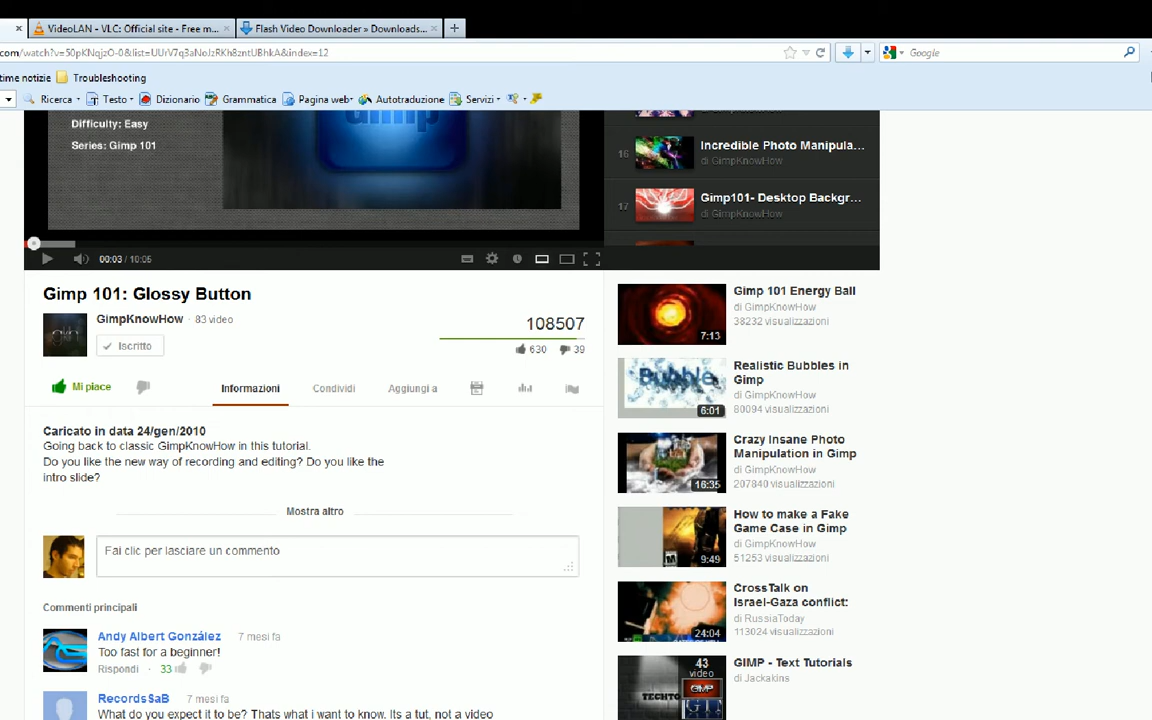 VideoLAN - VLC: Official site - Free m...
Flash Video Downloader » Downloads...
com/watch?v=50pKNqjzO-0&list=UUrV7q3aNoJzRKh8zntUBhkA&index=12
Google
time notizie
Troubleshooting
Ricerca
Testo
Dizionario
Grammatica
Pagina web
Autotraduzione
Servizi
Difficulty: Easy
Series: Gimp 101
Gimp
16
Incredible Photo Manipula...
di GimpKnowHow
17
Gimp101- Desktop Backgr...
di GimpKnowHow
00:03 / 10:05
Gimp 101: Glossy Button
GimpKnowHow · 83 video
Iscritto
108507
630
39
Mi piace
Informazioni
Condividi
Aggiungi a
Caricato in data 24/gen/2010
Going back to classic GimpKnowHow in this tutorial.
Do you like the new way of recording and editing? Do you like the
intro slide?
Mostra altro
Fai clic per lasciare un commento
Commenti principali
Andy Albert González 7 mesi fa
Too fast for a beginner!
Rispondi · 33
Records§aB 7 mesi fa
What do you expect it to be? Thats what i want to know. Its a tut, not a video
7:13
Gimp 101 Energy Ball
di GimpKnowHow
38232 visualizzazioni
Bubble
6:01
Realistic Bubbles in
Gimp
di GimpKnowHow
80094 visualizzazioni
16:35
Crazy Insane Photo
Manipulation in Gimp
di GimpKnowHow
207840 visualizzazioni
M
9:49
How to make a Fake
Game Case in Gimp
di GimpKnowHow
51253 visualizzazioni
24:04
CrossTalk on
Israel-Gaza conflict:
di RussiaToday
113024 visualizzazioni
43
video
GIMP
GIMP - Text Tutorials
di Jackakins